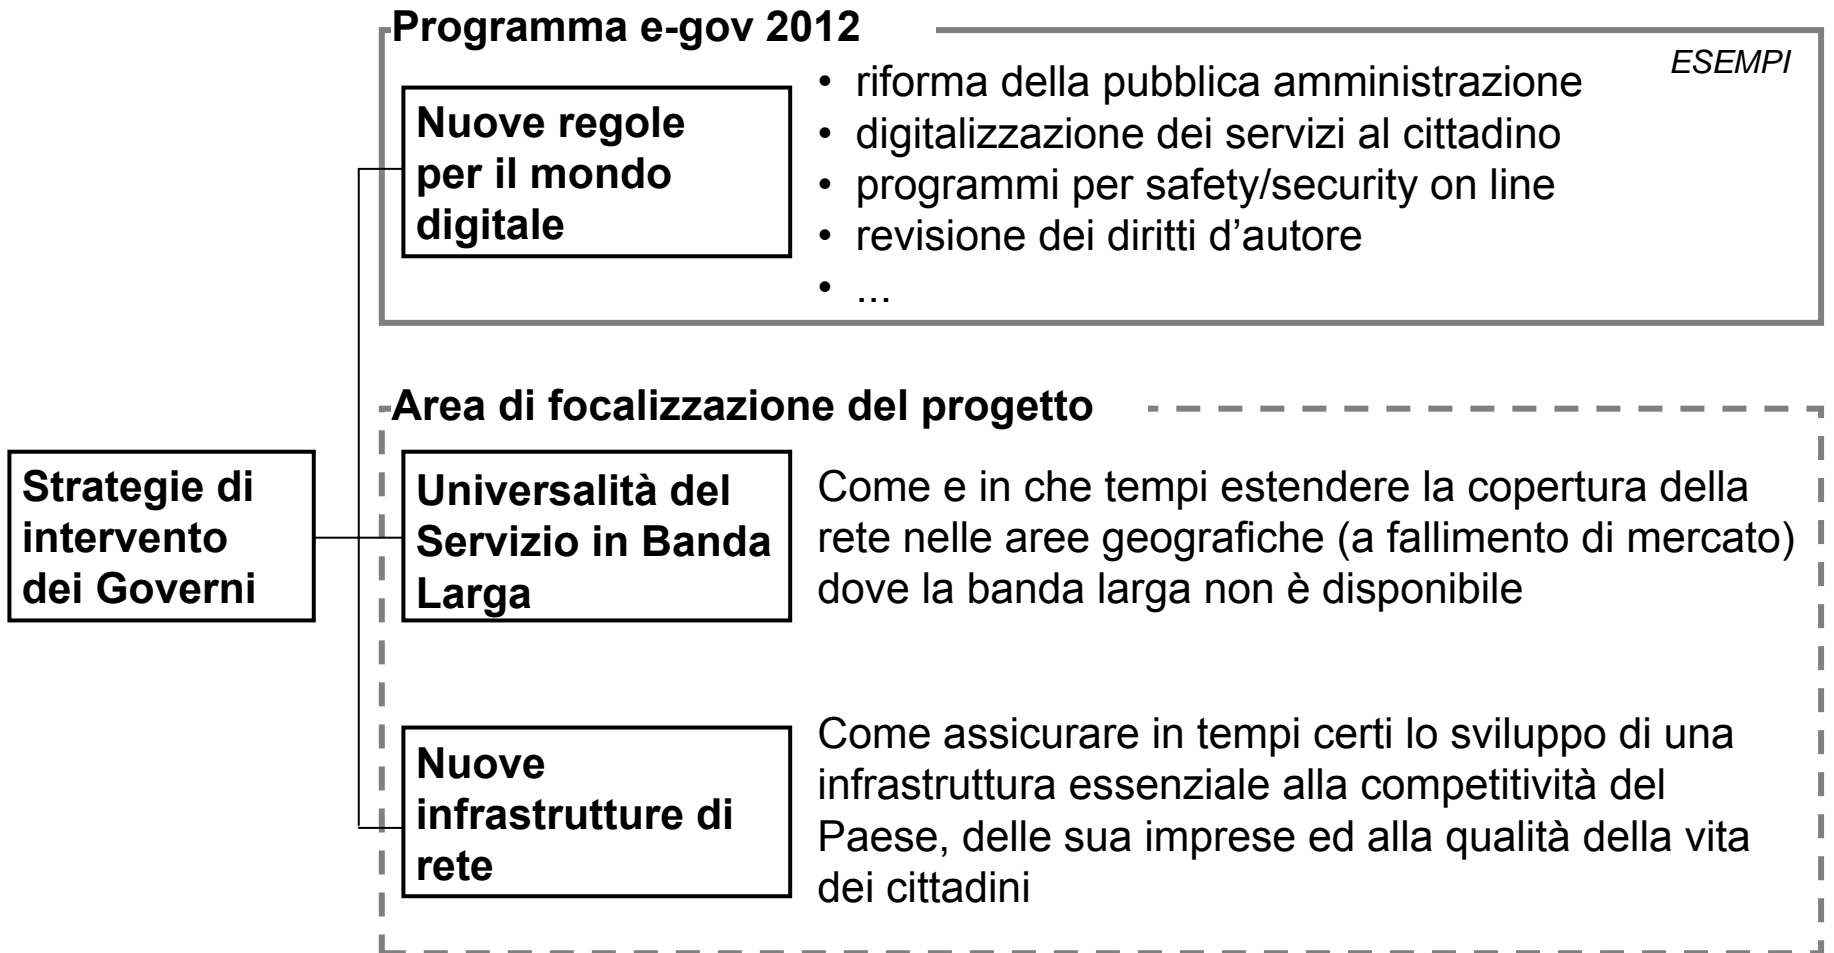 Programma e-gov 2012
ESEMPI
Nuove regole
per il mondo
digitale
• riforma della pubblica amministrazione
• digitalizzazione dei servizi al cittadino
• programmi per safety/security on line
• revisione dei diritti d'autore
• ...
Area di focalizzazione del progetto
Strategie di
intervento
dei Governi
Universalità del
Servizio in Banda
Larga
Come e in che tempi estendere la copertura della
rete nelle aree geografiche (a fallimento di mercato)
dove la banda larga non è disponibile
Nuove
infrastrutture di
rete
Come assicurare in tempi certi lo sviluppo di una
infrastruttura essenziale alla competitività del
Paese, delle sua imprese ed alla qualità della vita
dei cittadini